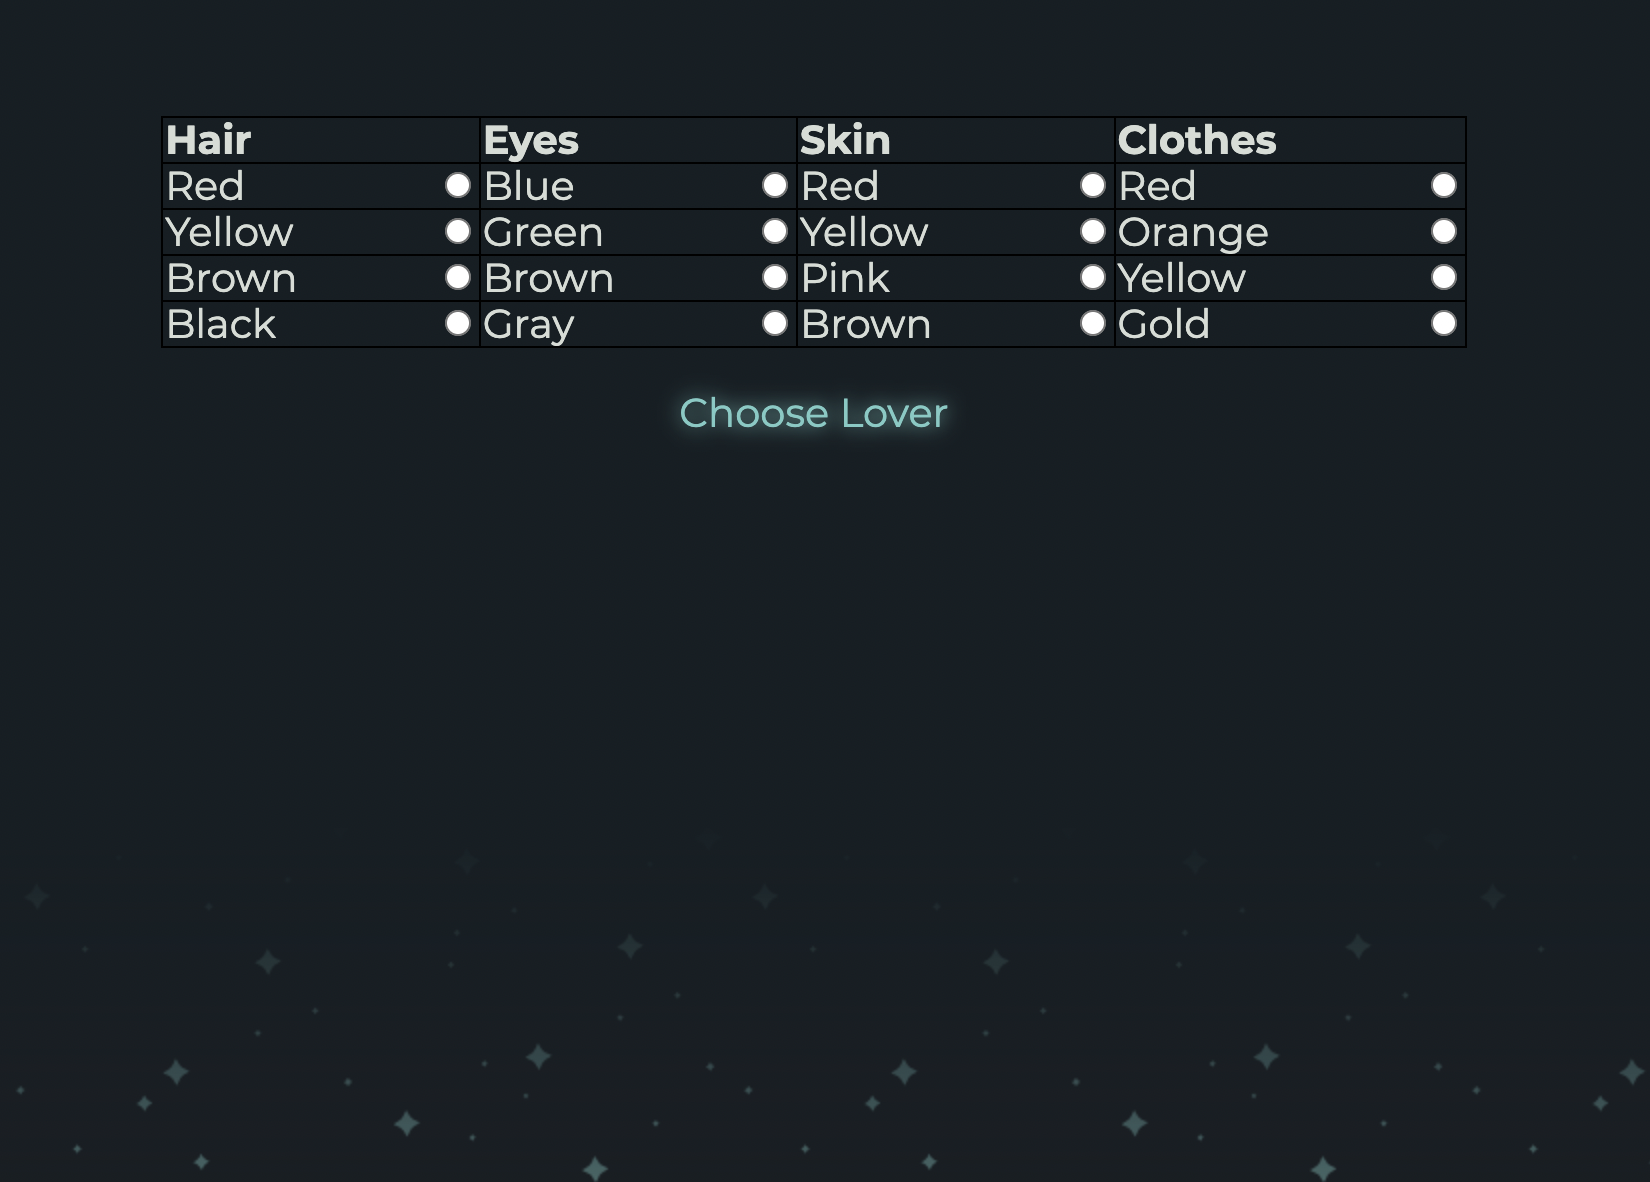 Hair Eyes Skin Clothes
Red Blue Red Red
Yellow Green Yellow Orange
Brown Brown Pink Yellow
Black Gray Brown Gold
Choose Lover